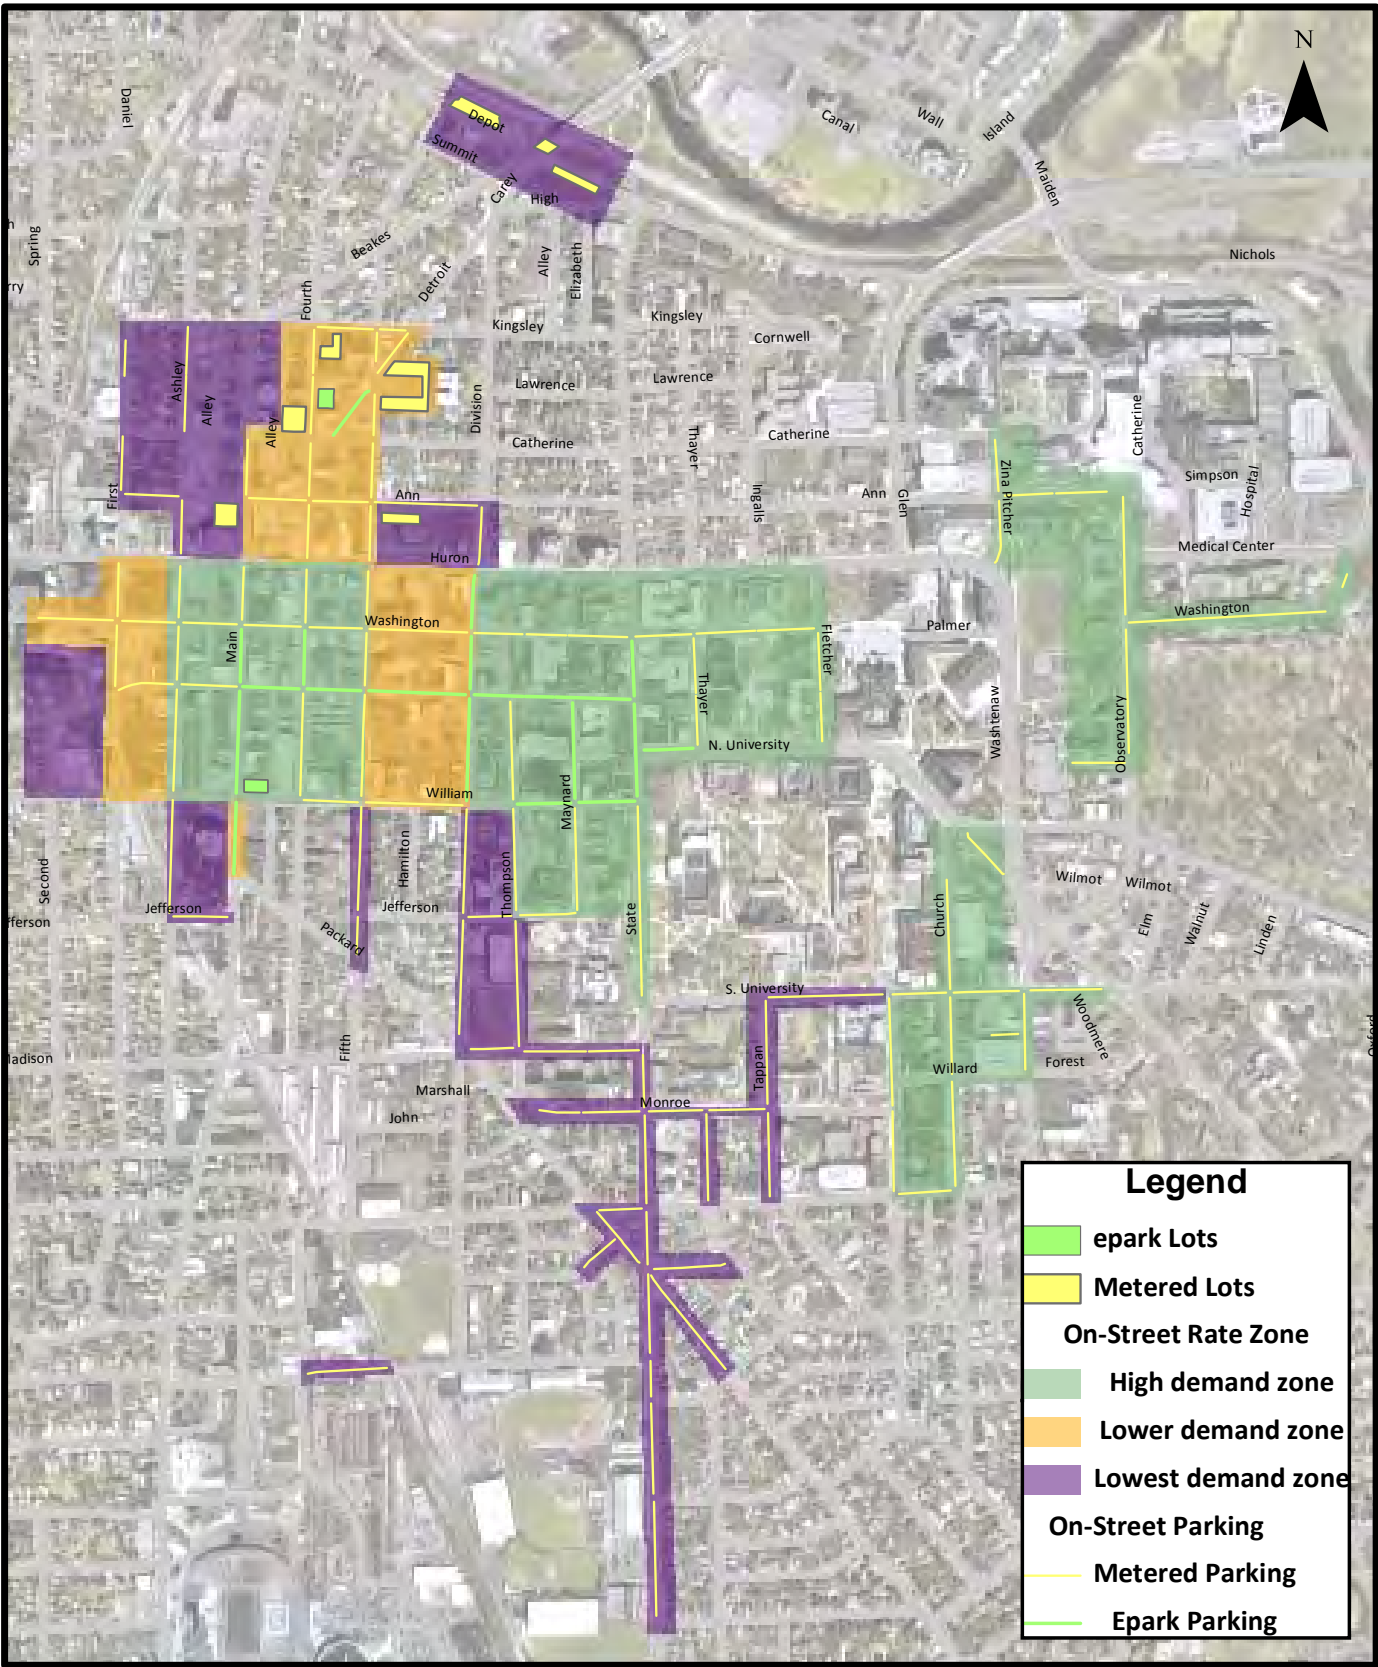 N
Daniel
Depot
Canal
Wall
Island
Summit
Maiden
Carey
High
Spring
Beakes
Alley
Elizabeth
Nichols
Detroit
rry
Fourth
Kingsley
Kingsley
Cornwell
Ashley
Lawrence
Lawrence
Alley
Division
Catherine
Alley
Catherine
Thayer
Catherine
Zina Pitcher
Simpson
Hospital
First
Ann
Ingalls
Ann
Glen
Huron
Medical Center
Washington
Washington
Main
Fletcher
Palmer
Thayer
Washtenaw
Observatory
N. University
William
Maynard
Second
Hamilton
Thompson
Wilmot
Wilmot
Jefferson
Jefferson
fferson
State
Church
Elm
Walnut
Linden
Packard
S. University
Woodmere
Fifth
Madison
Tappan
Oxford
Willard
Forest
Marshall
Monroe
John
Legend
epark Lots
Metered Lots
On-Street Rate Zone
High demand zone
Lower demand zone
Lowest demand zone
On-Street Parking
Metered Parking
Epark Parking